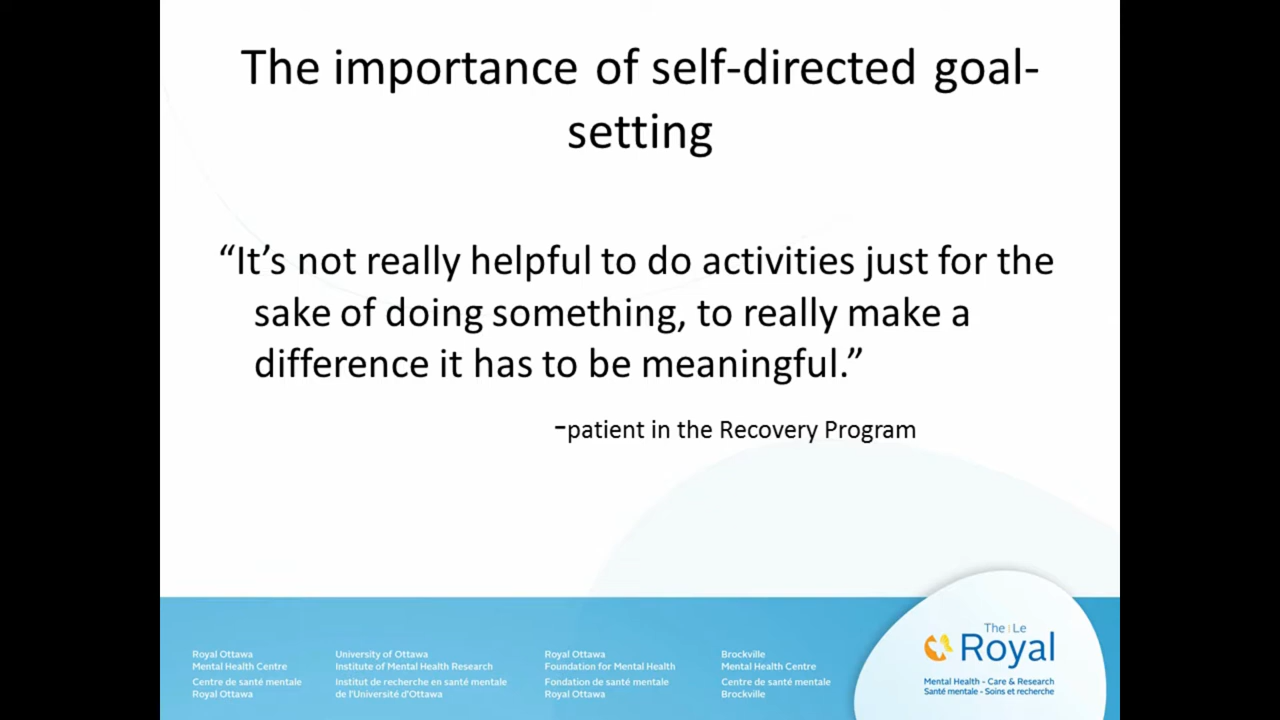 The importance of self-directed goal-
setting
“It’s not really helpful to do activities just for the
sake of doing something, to really make a
difference it has to be meaningful.”
-patient in the Recovery Program
Royal Ottawa
Mental Health Centre
Centre de santé mentale
Royal Ottawa
University of Ottawa
Institute of Mental Health Research
Institut de recherche en santé mentale
de l'Université d'Ottawa
Royal Ottawa
Foundation for Mental Health
Fondation de santé mentale
Royal Ottawa
Brockville
Mental Health Centre
Centre de santé mentale
Brockville
The | Le
Royal
Mental Health - Care & Research
Santé mentale - Soins et recherche